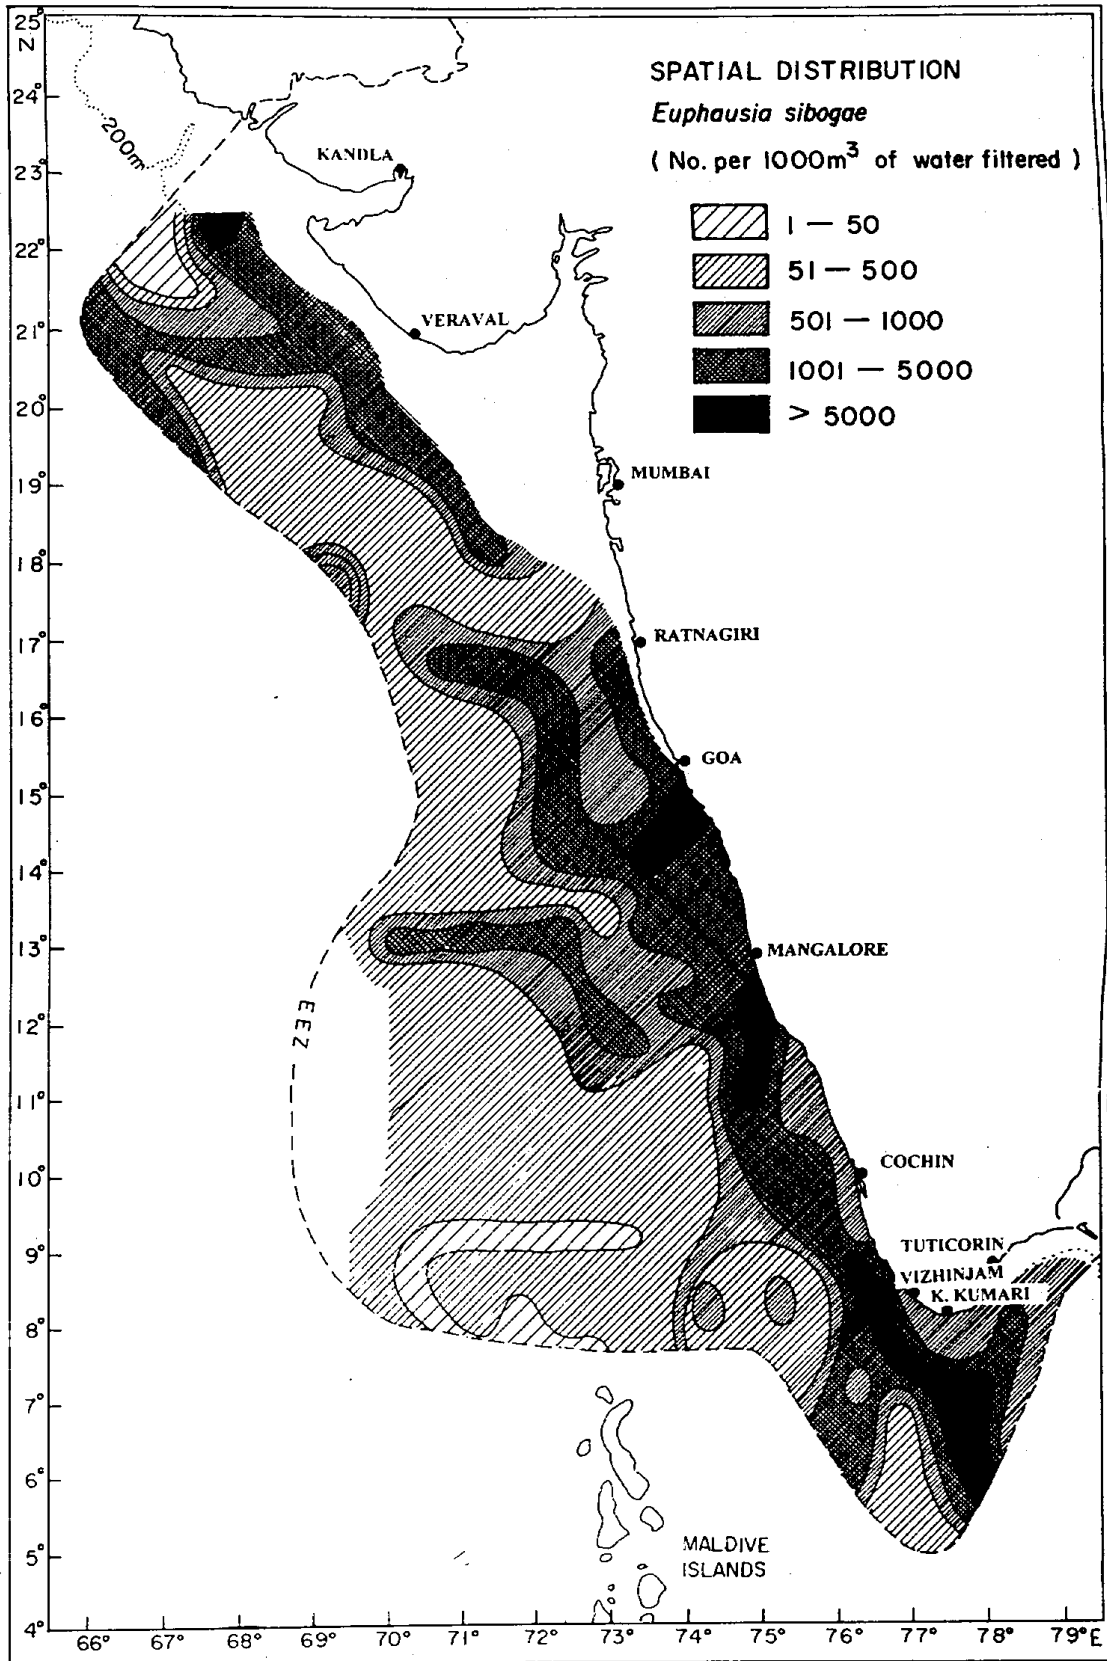 SPATIAL DISTRIBUTION
Euphausia sibogae
( No. per 1000m³ of water filtered )
1 — 50
51 — 500
501 — 1000
1001 — 5000
> 5000
25°
N
24°
23°
22°
21°
20°
19°
18°
17°
16°
15°
14°
13°
12°
11°
10°
9°
8°
7°
6°
5°
4°
200m
KANDLA
VERAVAL
MUMBAI
RATNAGIRI
GOA
MANGALORE
EEZ
COCHIN
TUTICORIN
VIZHINJAM
K. KUMARI
MALDIVE
ISLANDS
66° 67° 68° 69° 70° 71° 72° 73° 74° 75° 76° 77° 78° 79°E